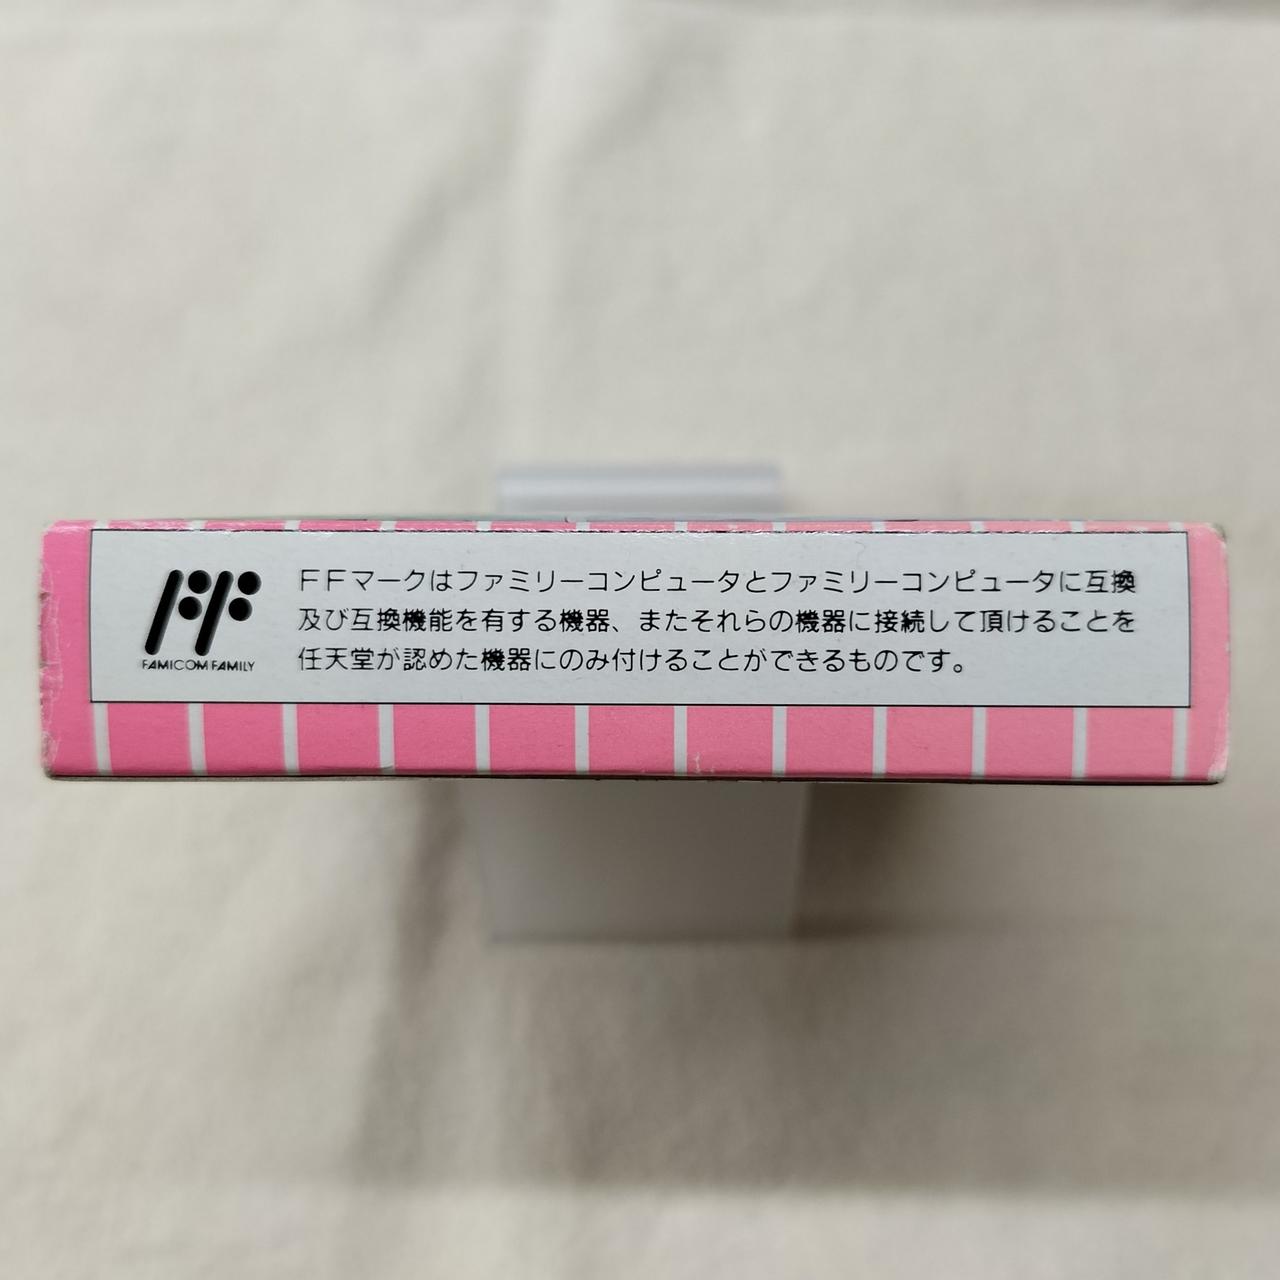 FFマークはファミリーコンピュータとファミリーコンピュータに互換
及び互換機能を有する機器、またそれらの機器に接続して頂けることを
任天堂が認めた機器にのみ付けることができるものです。
FF
FAMICOM FAMILY